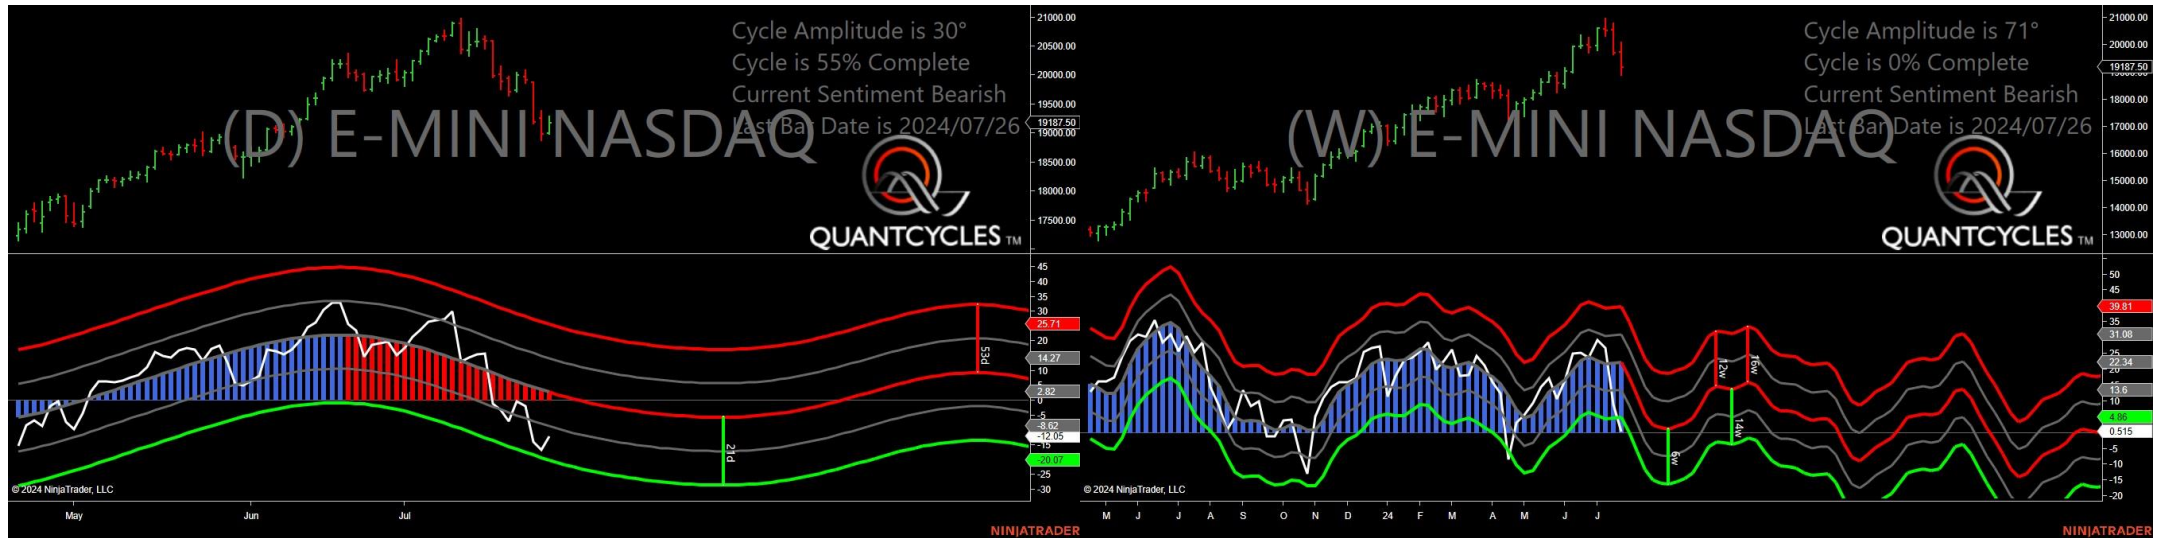 Cycle Amplitude is 30°
Cycle is 55% Complete
Current Sentiment Bearish
Last Bar Date is 2024/07/26
(D) E-MINI NASDAQ
QUANTCYCLES TM
21000.00
20500.00
20000.00
19500.00
19187.50
19000.00
18500.00
18000.00
17500.00
45
40
35
30
25.71
20
14.27
10
5
2.82
0
-5
-8.62
-12.05
-15
-20.07
-25
-30
53d
21d
© 2024 NinjaTrader, LLC
May
Jun
Jul
NINJATRADER
Cycle Amplitude is 71°
Cycle is 0% Complete
Current Sentiment Bearish
Last Bar Date is 2024/07/26
(W) E-MINI NASDAQ
QUANTCYCLES TM
21000.00
20000.00
19187.50
18000.00
17000.00
16000.00
15000.00
14000.00
13000.00
50
45
39.81
35
31.08
25
22.34
20
13.6
10
4.86
0.515
-5
-10
-15
-20
12w
16w
14w
6w
© 2024 NinjaTrader, LLC
M
J
J
A
S
O
N
D
24
F
M
A
M
J
J
NINJATRADER